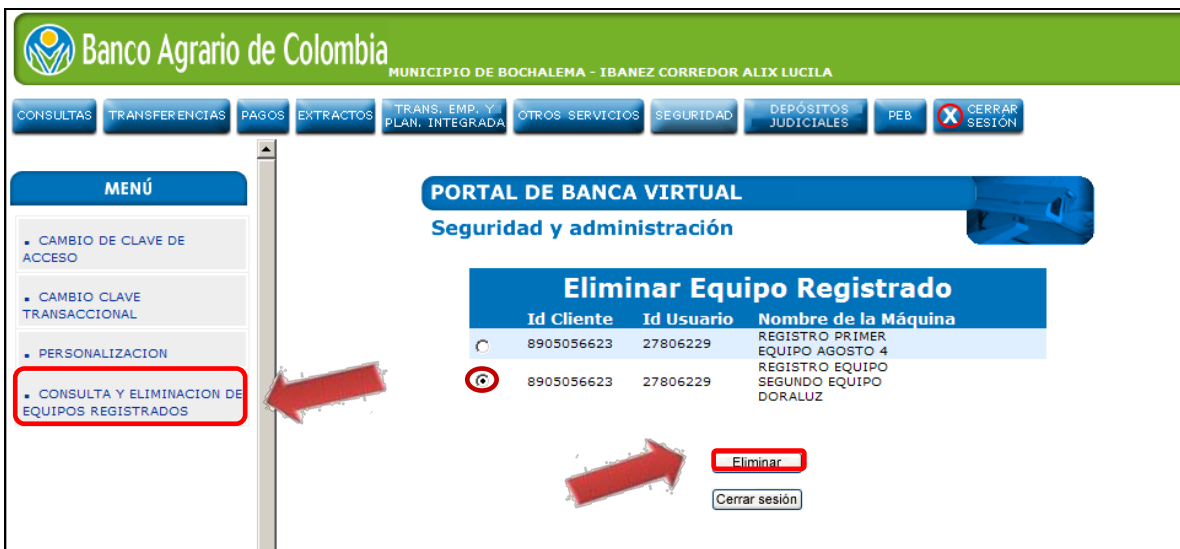 Banco Agrario de Colombia
MUNICIPIO DE BOCHALEMA - IBANEZ CORREDOR ALIX LUCILA
CONSULTAS
TRANSFERENCIAS
PAGOS
EXTRACTOS
TRANS. EMP. Y
PLAN. INTEGRADA
OTROS SERVICIOS
SEGURIDAD
DEPÓSITOS
JUDICIALES
PEB
CERRAR
SESIÓN
MENÚ
CAMBIO DE CLAVE DE
ACCESO
CAMBIO CLAVE
TRANSACCIONAL
PERSONALIZACION
CONSULTA Y ELIMINACION DE
EQUIPOS REGISTRADOS
PORTAL DE BANCA VIRTUAL
Seguridad y administración
Eliminar Equipo Registrado
Id Cliente Id Usuario Nombre de la Máquina
8905056623 27806229 REGISTRO PRIMER
EQUIPO AGOSTO 4
8905056623 27806229 REGISTRO EQUIPO
SEGUNDO EQUIPO
DORALUZ
Eliminar
Cerrar sesión